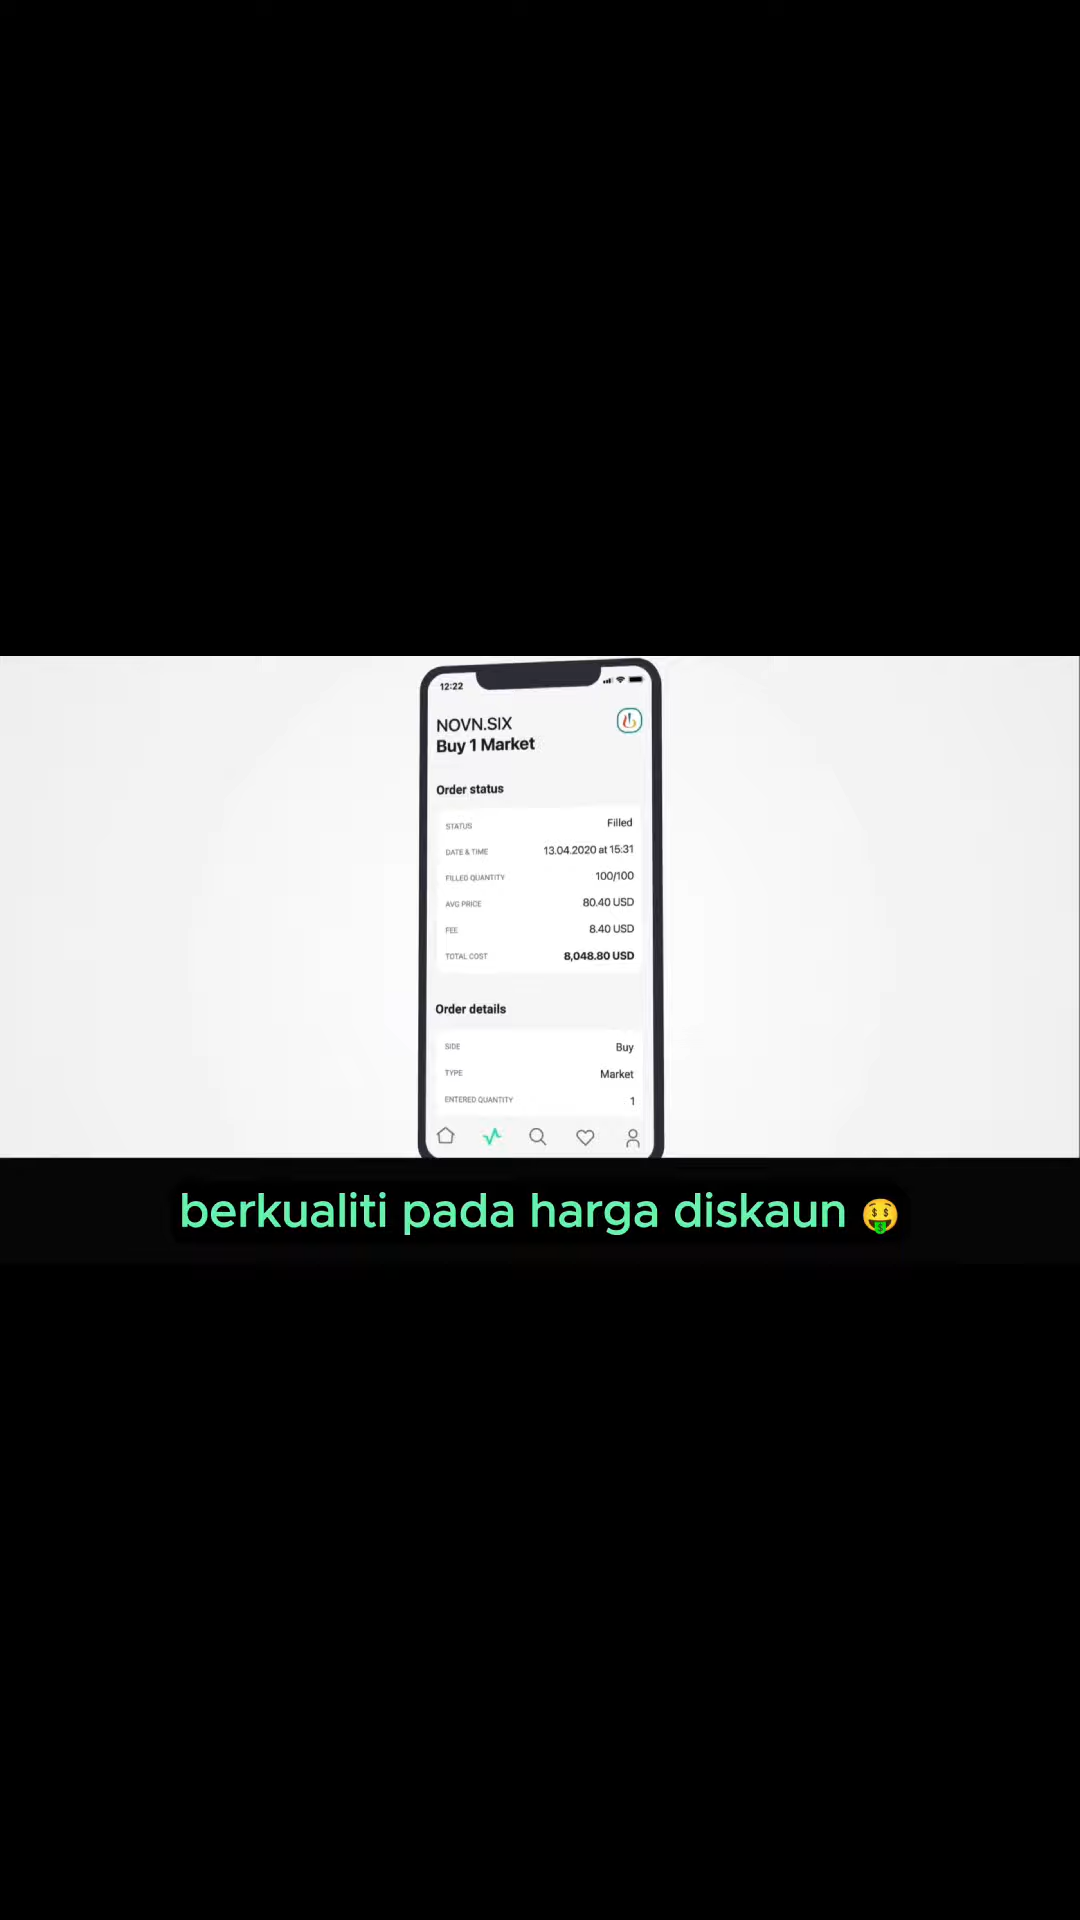 12:22
NOVN.SIX
Buy 1 Market
Order status
STATUS Filled
DATE & TIME 13.04.2020 at 15:31
FILLED QUANTITY 100/100
AVG PRICE 80.40 USD
FEE 8.40 USD
TOTAL COST 8,048.80 USD
Order details
SIDE Buy
TYPE Market
ENTERED QUANTITY 1
berkualiti pada harga diskaun 🤑